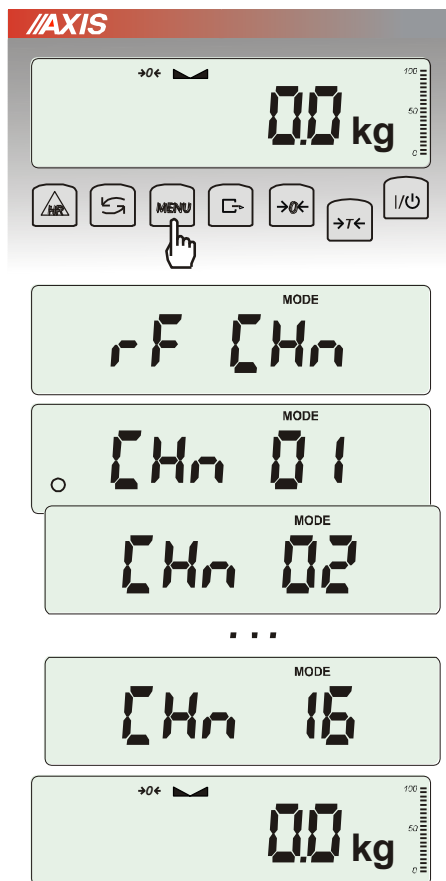 AXIS
→0← 100
50
0.0 kg
0
HR MENU →0← →T← I/⏻
MODE
rF CHn
MODE
CHn 01
MODE
CHn 02
...
MODE
CHn 16
→0← 100
50
0.0 kg
0